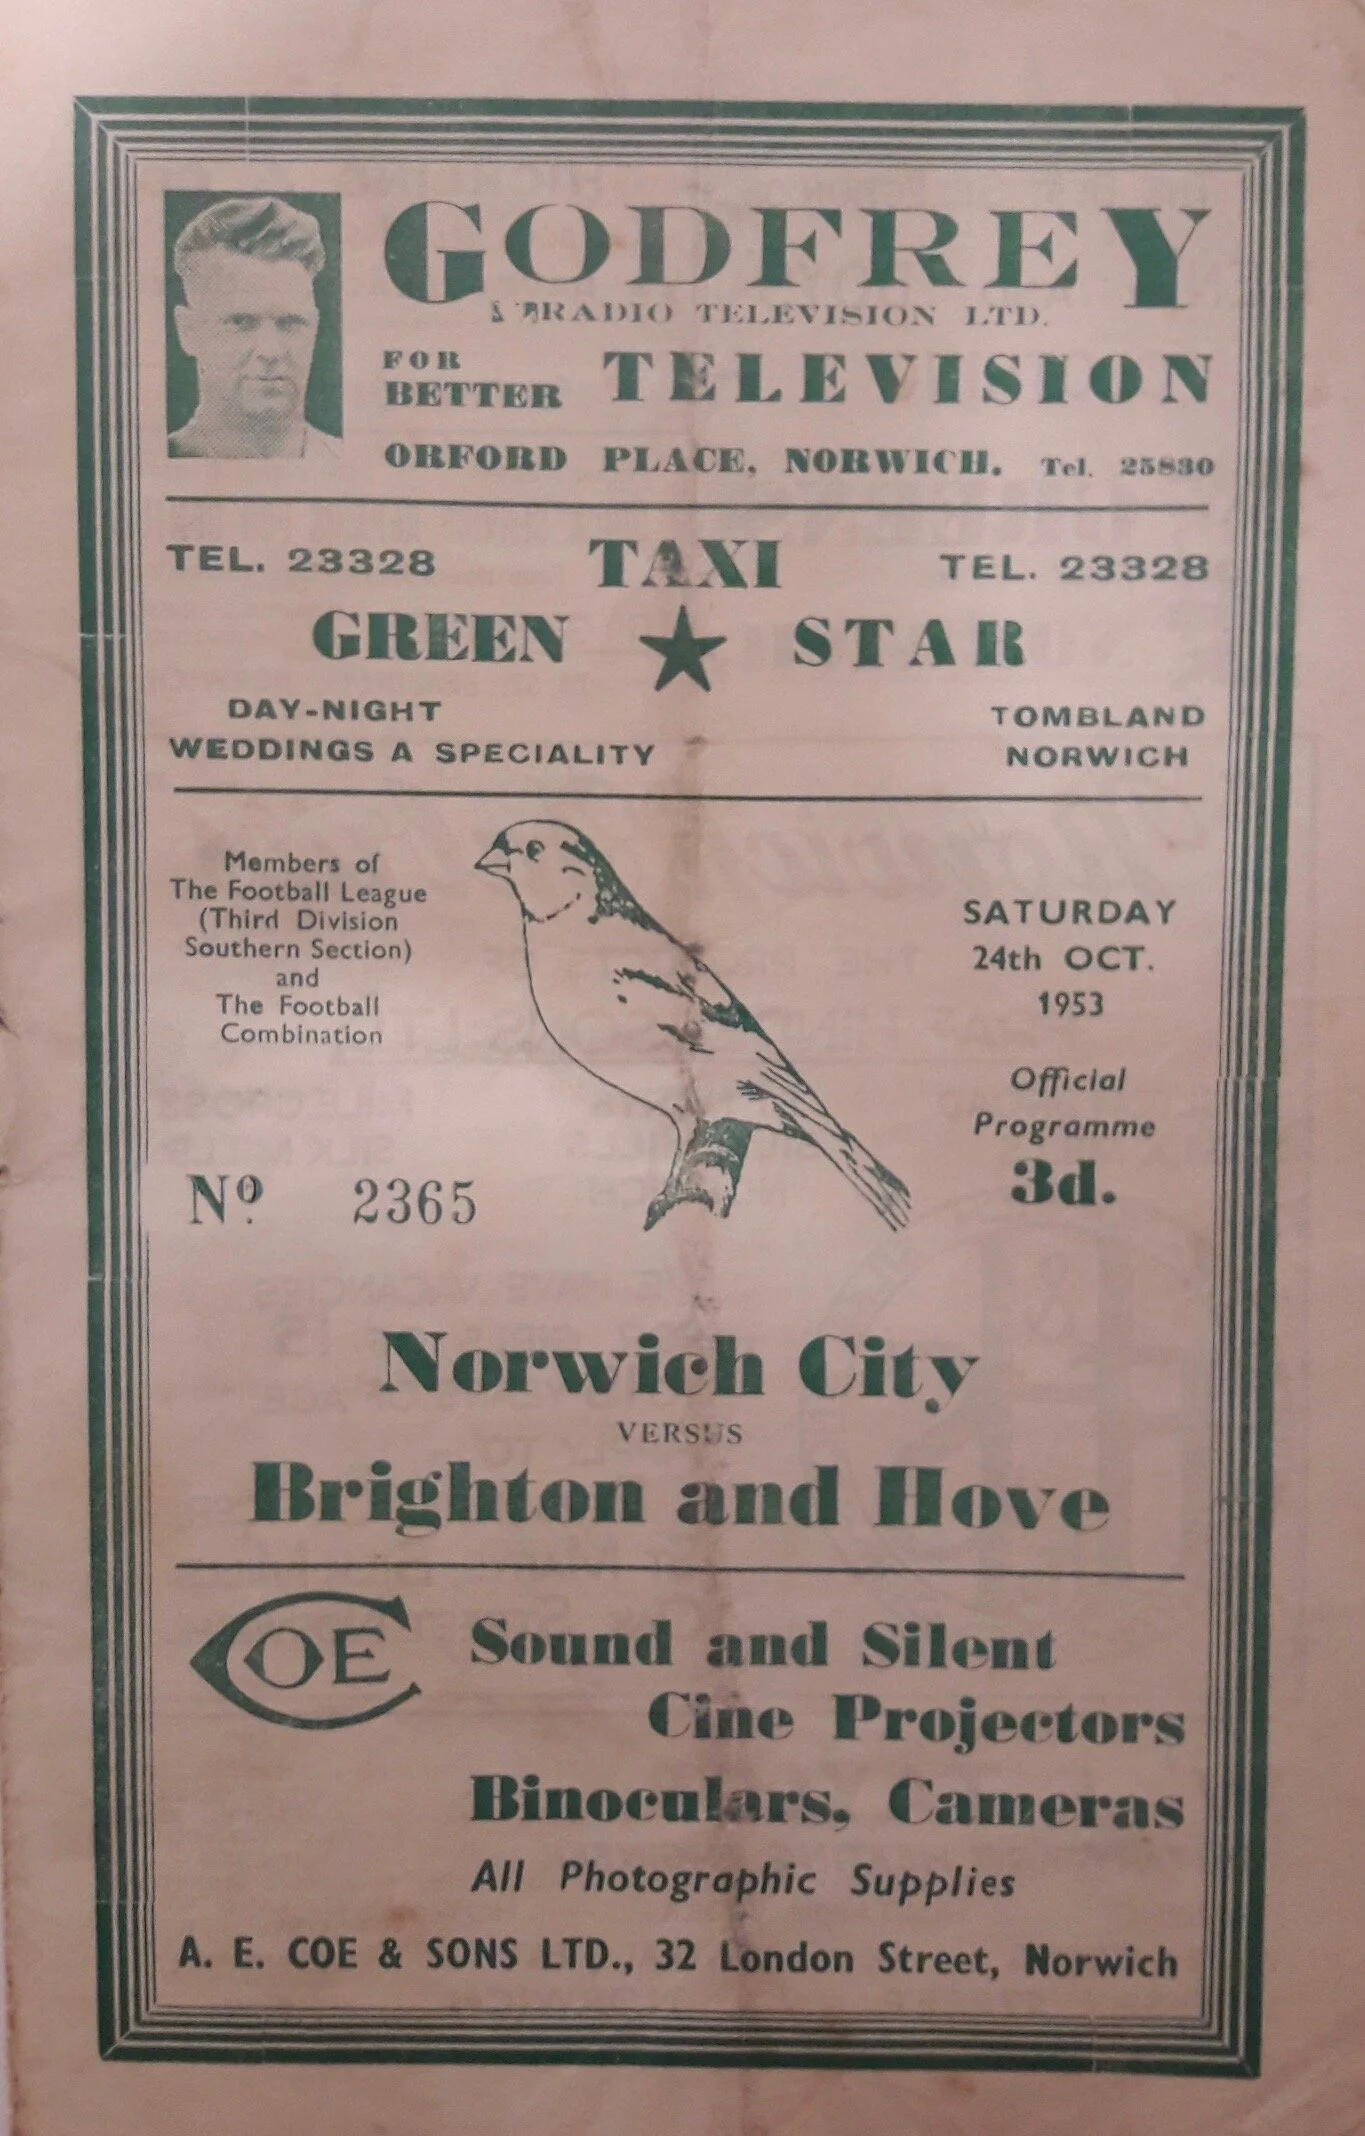 GODFREY
RADIO TELEVISION LTD.
FOR BETTER TELEVISION
ORFORD PLACE, NORWICH. Tel. 25830
TEL. 23328 TAXI TEL. 23328
GREEN ★ STAR
DAY-NIGHT TOMBLAND
WEDDINGS A SPECIALITY NORWICH
Members of
The Football League
(Third Division
Southern Section)
and
The Football
Combination
SATURDAY
24th OCT.
1953
Official
Programme
3d.
Nº. 2365
Norwich City
VERSUS
Brighton and Hove
COE
Sound and Silent
Cine Projectors
Binoculars, Cameras
All Photographic Supplies
A. E. COE & SONS LTD., 32 London Street, Norwich